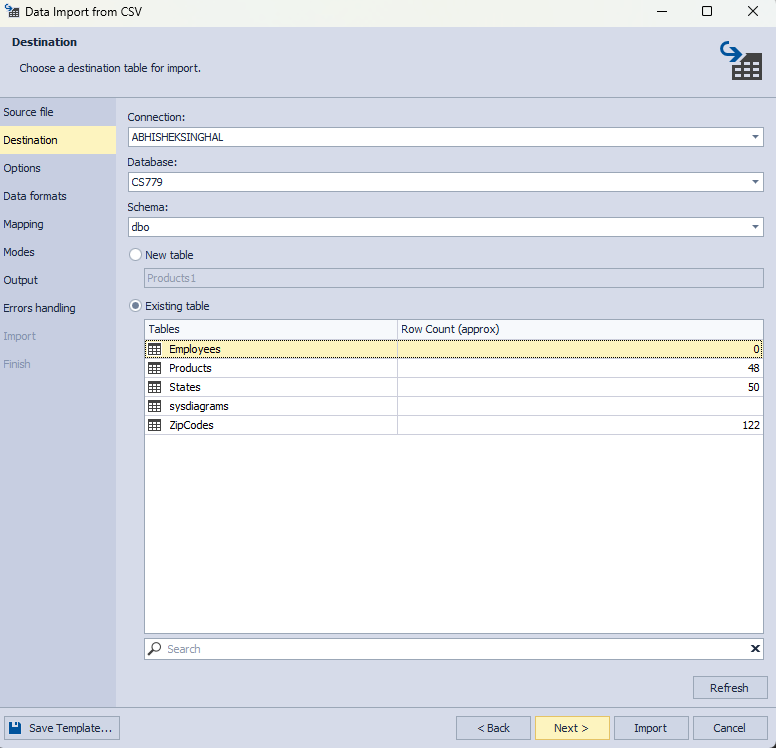 Data Import from CSV
Destination
Choose a destination table for import.
Source file
Destination
Options
Data formats
Mapping
Modes
Output
Errors handling
Import
Finish
Connection:
ABHISHEKSINGHAL
Database:
CS779
Schema:
dbo
New table
Products1
Existing table
Tables Row Count (approx)
Employees 0
Products 48
States 50
sysdiagrams
ZipCodes 122
Search
Refresh
Save Template... < Back Next > Import Cancel